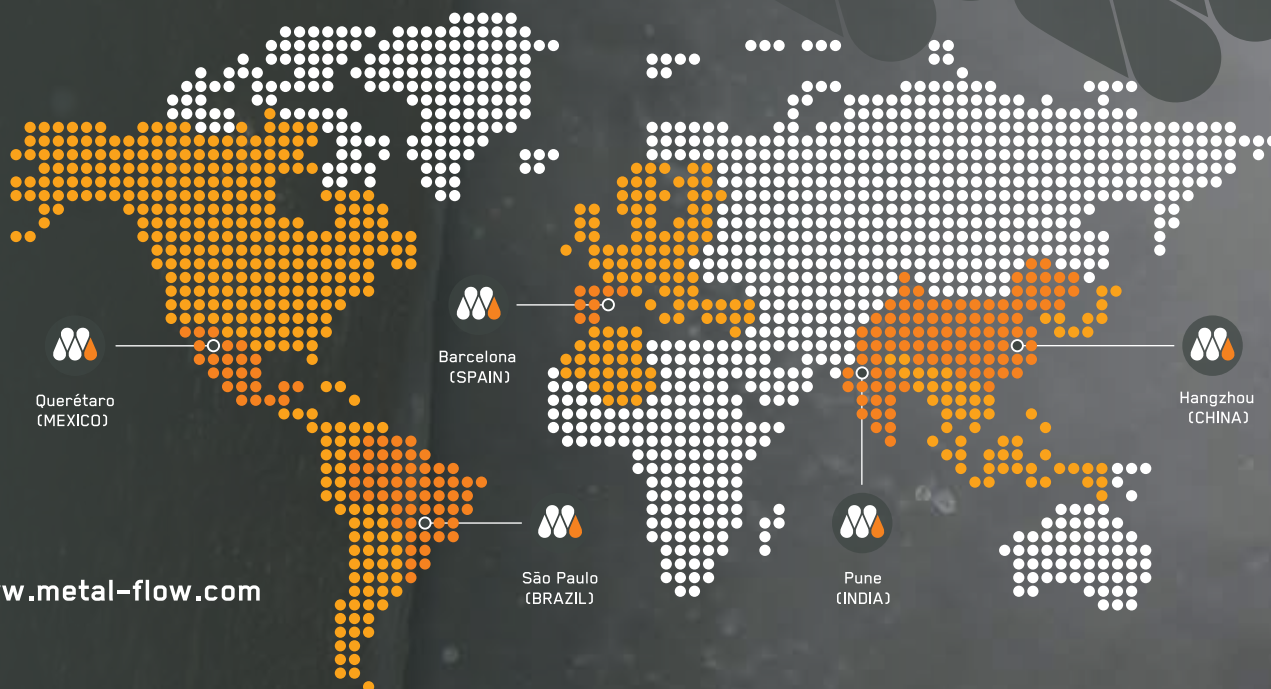 Barcelona
(SPAIN)
Querétaro
(MEXICO)
Hangzhou
(CHINA)
São Paulo
(BRAZIL)
Pune
(INDIA)
w.metal-flow.com